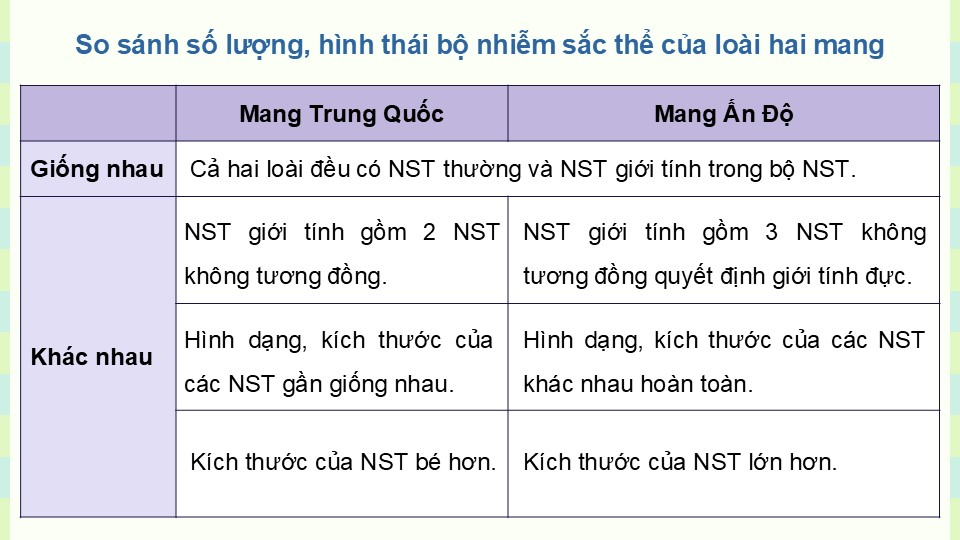 So sánh số lượng, hình thái bộ nhiễm sắc thể của loài hai mang
Mang Trung Quốc
Mang Ấn Độ
Giống nhau
Cả hai loài đều có NST thường và NST giới tính trong bộ NST.
Khác nhau
NST giới tính gồm 2 NST
không tương đồng.
NST giới tính gồm 3 NST không
tương đồng quyết định giới tính đực.
Hình dạng, kích thước của
các NST gần giống nhau.
Hình dạng, kích thước của các NST
khác nhau hoàn toàn.
Kích thước của NST bé hơn.
Kích thước của NST lớn hơn.